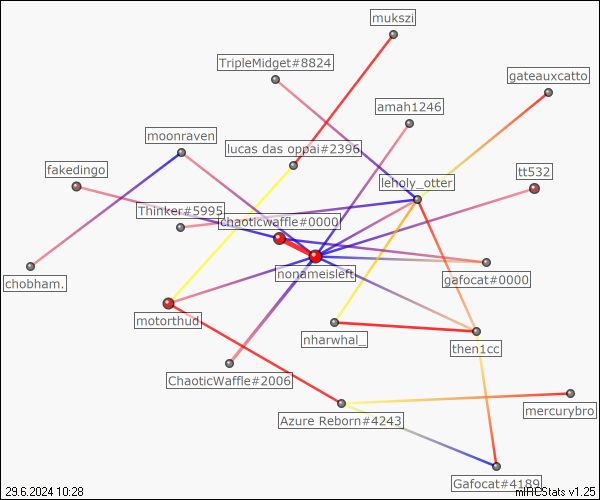 mukszi
TripleMidget#8824
gateauxcatto
amah1246
moonraven
lucas das oppai#2396
fakedingo
tt532
leholy_otter
Thinker#5995
chaoticwaffle#0000
nonameisleft
chobham.
gafocat#0000
motorthud
nharwhal_
then1cc
ChaoticWaffle#2006
mercurybro
Azure Reborn#4243
Gafocat#4189
29.6.2024 10:28
mIRCStats v1.25